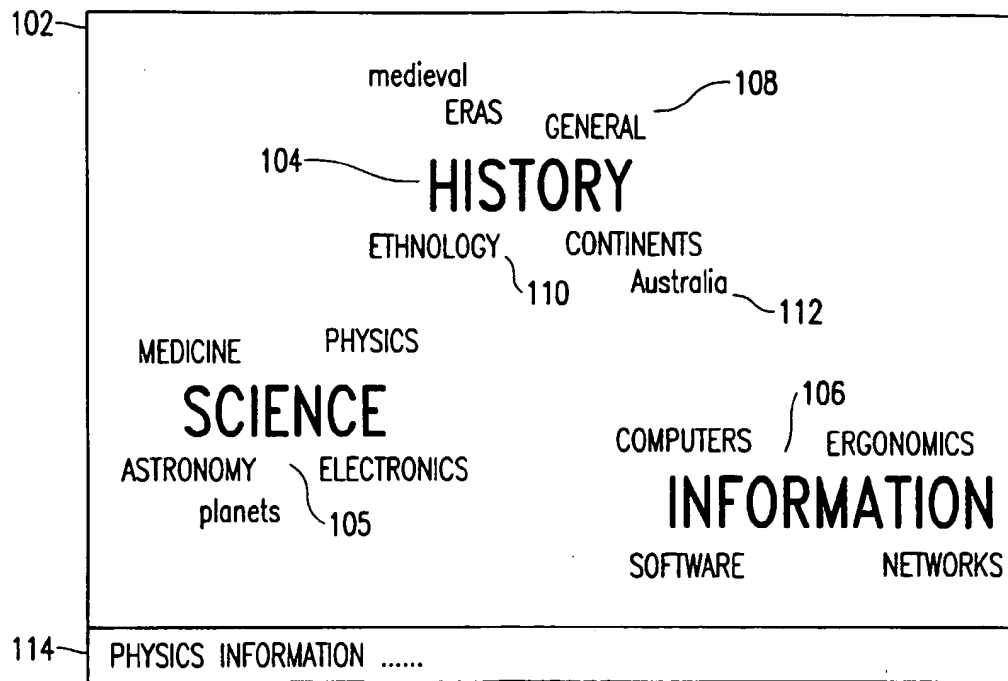 102
medieval
ERAS GENERAL 108
104 HISTORY
ETHNOLOGY CONTINENTS
110 Australia 112
MEDICINE PHYSICS
SCIENCE 106
COMPUTERS ERGONOMICS
ASTRONOMY ELECTRONICS
planets 105 INFORMATION
SOFTWARE NETWORKS
114 PHYSICS INFORMATION ......